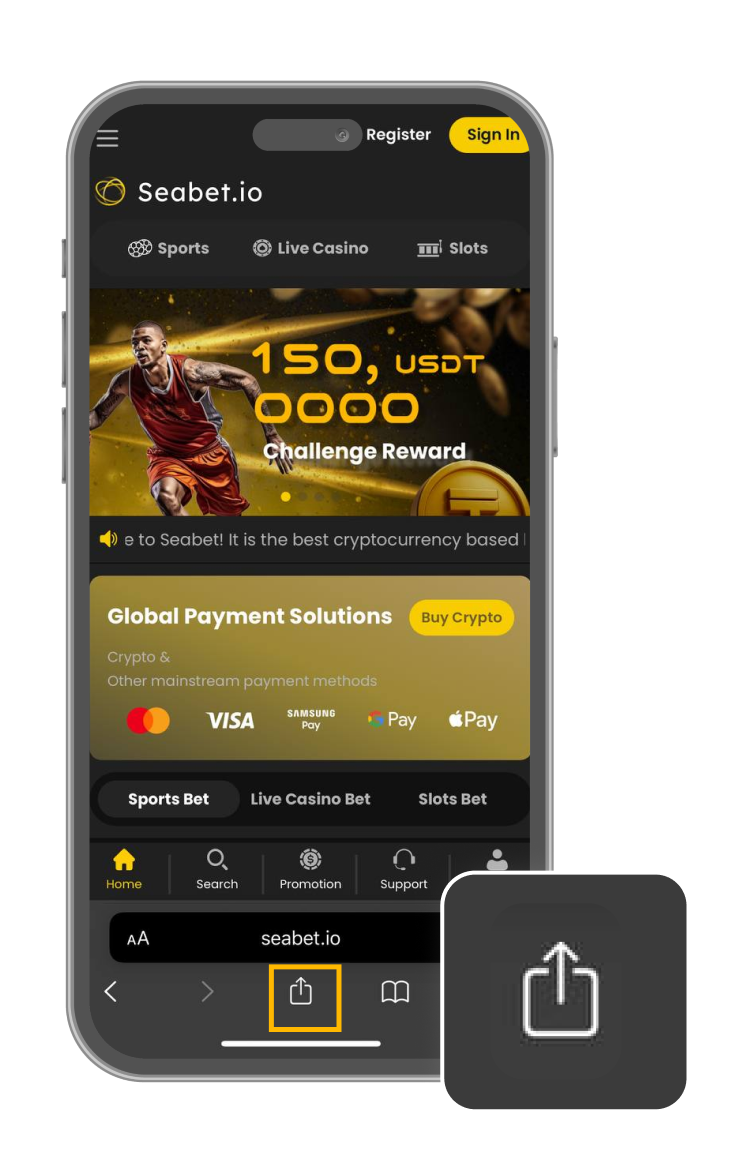 Register
Sign In
Seabet.io
Sports
Live Casino
Slots
150, USDT
0000
Challenge Reward
e to Seabet! It is the best cryptocurrency based
Global Payment Solutions
Buy Crypto
Crypto &
Other mainstream payment methods
VISA
SAMSUNG
Pay
G Pay
Pay
Sports Bet
Live Casino Bet
Slots Bet
Home
Search
Promotion
Support
AA
seabet.io